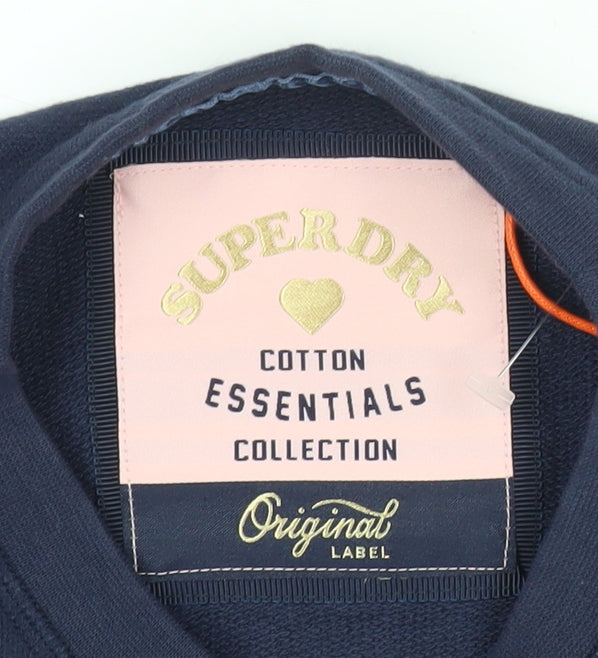 SUPERDRY
COTTON
ESSENTIALS
COLLECTION
Original
LABEL